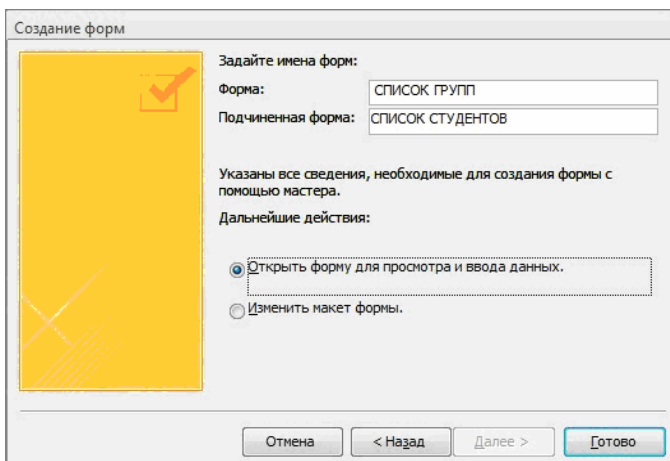 Создание форм
Задайте имена форм:
Форма: СПИСОК ГРУПП
Подчиненная форма: СПИСОК СТУДЕНТОВ
Указаны все сведения, необходимые для создания формы с
помощью мастера.
Дальнейшие действия:
Открыть форму для просмотра и ввода данных.
Изменить макет формы.
Отмена < Назад Далее > Готово